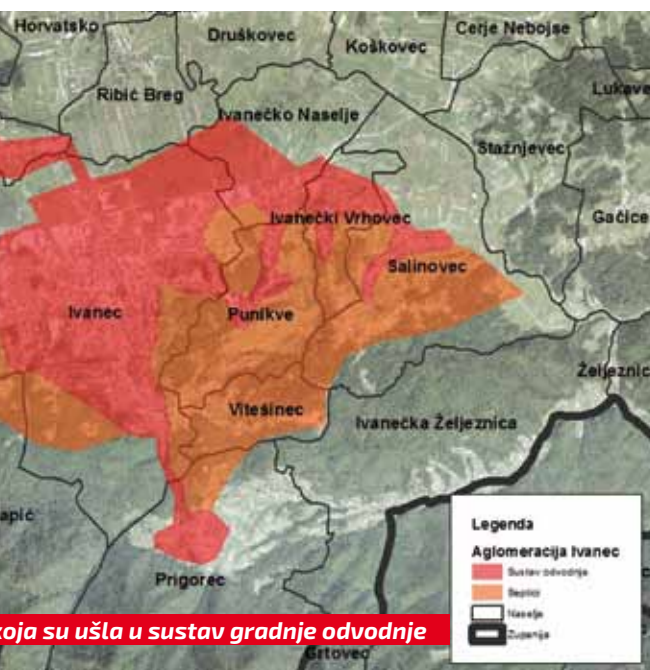 Horvatsko
Druškovec
Koškovec
Cerje Nebojse
Ribić Breg
Lukave
Ivanečko Naselje
Stažnjevec
Ivanečki Vrhovec
Gačice
Salinovec
Ivanec
Punikve
Željeznic
Vitešinec
Ivanečka Željeznica
apić
Prigorec
Legenda
Aglomeracija Ivanec
Sustav odvodnje
Septici
Naselje
Županija
koja su ušla u sustav gradnje odvodnje
Grtovec